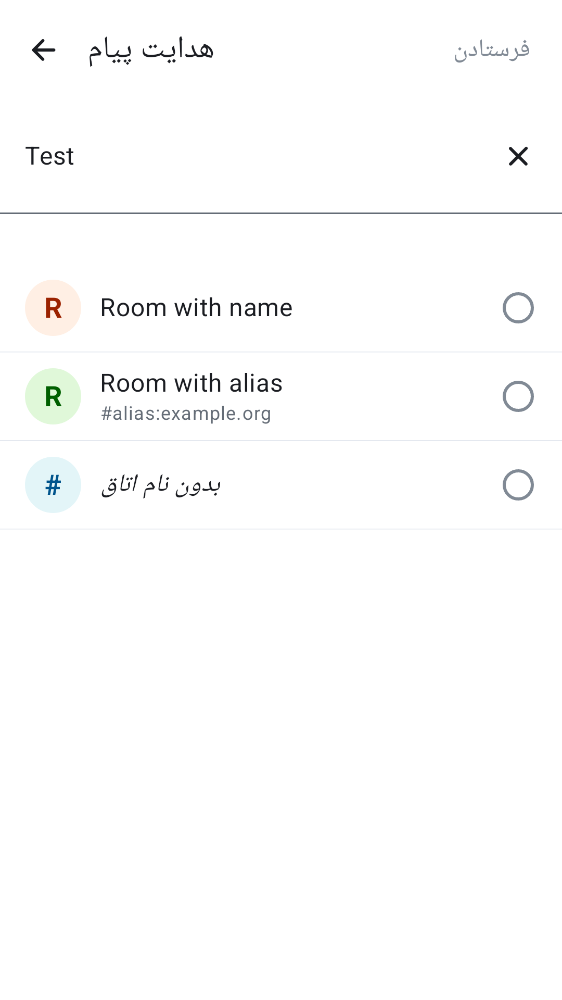 هدایت پیام
فرستادن
Test
R
Room with name
R
Room with alias
#alias:example.org
#
بدون نام اتاق